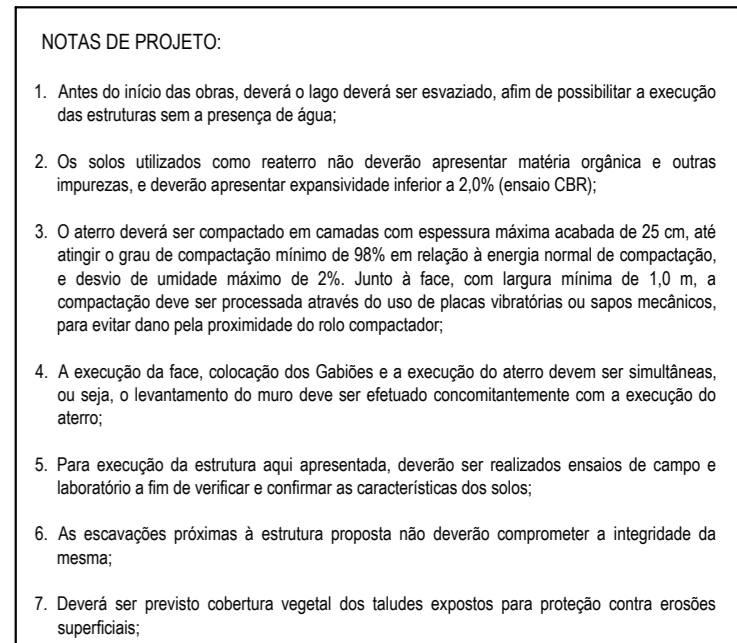 NOTAS DE PROJETO:
1. Antes do início das obras, deverá o lago deverá ser esvaziado, afim de possibilitar a execução
das estruturas sem a presença de água;
2. Os solos utilizados como reaterro não deverão apresentar matéria orgânica e outras
impurezas, e deverão apresentar expansividade inferior a 2,0% (ensaio CBR);
3. O aterro deverá ser compactado em camadas com espessura máxima acabada de 25 cm, até
atingir o grau de compactação mínimo de 98% em relação à energia normal de compactação,
e desvio de umidade máximo de 2%. Junto à face, com largura mínima de 1,0 m, a
compactação deve ser processada através do uso de placas vibratórias ou sapos mecânicos,
para evitar dano pela proximidade do rolo compactador;
4. A execução da face, colocação dos Gabiões e a execução do aterro devem ser simultâneas,
ou seja, o levantamento do muro deve ser efetuado concomitantemente com a execução do
aterro;
5. Para execução da estrutura aqui apresentada, deverão ser realizados ensaios de campo e
laboratório a fim de verificar e confirmar as características dos solos;
6. As escavações próximas à estrutura proposta não deverão comprometer a integridade da
mesma;
7. Deverá ser previsto cobertura vegetal dos taludes expostos para proteção contra erosões
superficiais;